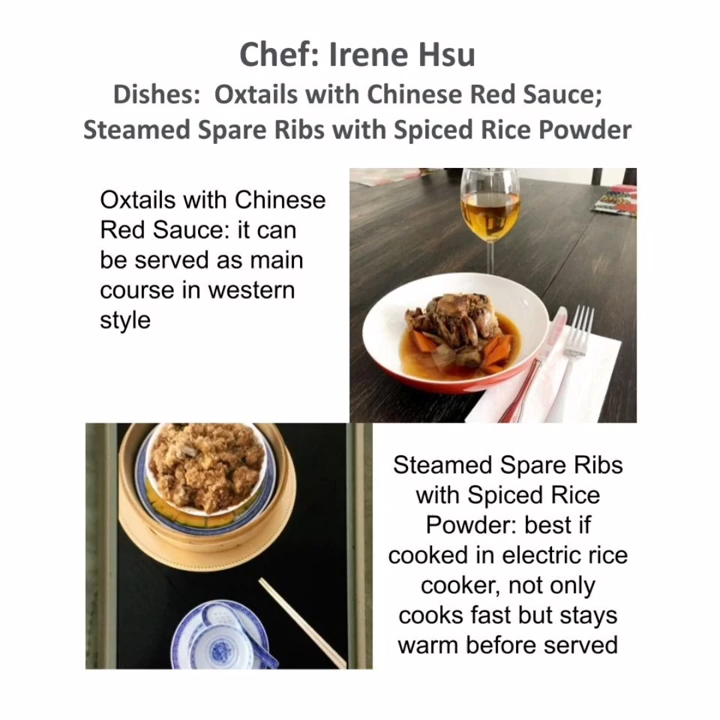 Chef: Irene Hsu
Dishes:  Oxtails with Chinese Red Sauce;
Steamed Spare Ribs with Spiced Rice Powder
Oxtails with Chinese
Red Sauce: it can
be served as main
course in western
style
Steamed Spare Ribs
with Spiced Rice
Powder: best if
cooked in electric rice
cooker, not only
cooks fast but stays
warm before served